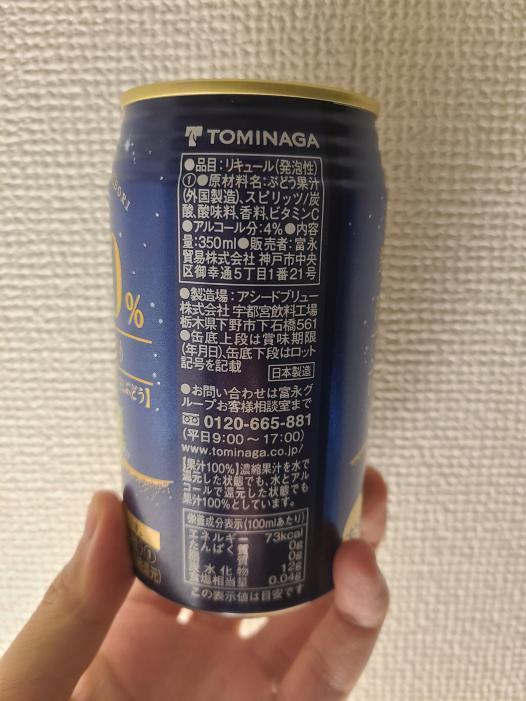 TOMINAGA
●品目:リキュール(発泡性)
①●原材料名:ぶどう果汁
(外国製造)、スピリッツ/炭
酸、酸味料、香料、ビタミンC
●アルコール分:4%●内容
量:350ml●販売者:富永
貿易株式会社 神戸市中央
区御幸通5丁目1番21号
●製造場:アシードブリュー
株式会社 宇都宮飲料工場
栃木県下野市下石橋561
●缶底上段は賞味期限
(年月日)、缶底下段はロット
記号を記載
日本製造
●お問い合わせは富永グ
ループお客様相談室まで
0120-665-881
(平日9:00~17:00)
www.tominaga.co.jp/
【果汁100%】濃縮果汁を水で
還元した状態でも、水とアル
コールで還元した状態でも
果汁100%としています。
栄養成分表示(100mlあたり)
エネルギー 73kcal
たんぱく質 0g
脂質 0g
炭水化物 12g
食塩相当量 0.04g
この表示値は目安です
0%
ぶどう】